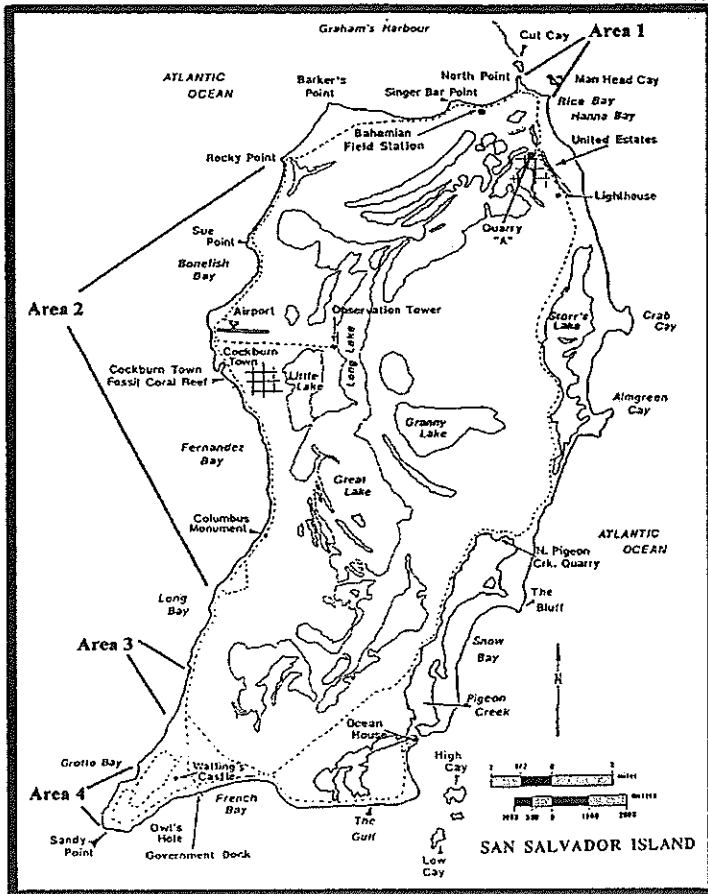 Graham's Harbour
Cut Cay
Area 1
ATLANTIC
OCEAN
Barker's
Point
North Point
Man Head Cay
Singer Bar Point
Rice Bay
Hanna Bay
Bahamian
Field Station
United Estates
Rocky Point
Lighthouse
Quarry
"A"
Sue
Point
Bonefish
Bay
Area 2
Airport
Observation Tower
Storr's
Lake
Crab
Cay
Cockburn
Town
Cockburn Town
Fossil Coral Reef
Little
Lake
Long Lake
Almgreen
Cay
Granny
Lake
Fernandez
Bay
Great
Lake
Columbus
Monument
ATLANTIC
OCEAN
N. Pigeon
Crk. Quarry
The
Bluff
Long
Bay
Area 3
Snow
Bay
N
Pigeon
Creek
Ocean
House
Grotto Bay
Watling's
Castle
High
Cay
Area 4
French
Bay
Owl's
Hole
The
Gulf
Sandy
Point
Government Dock
Low
Cay
SAN SALVADOR ISLAND